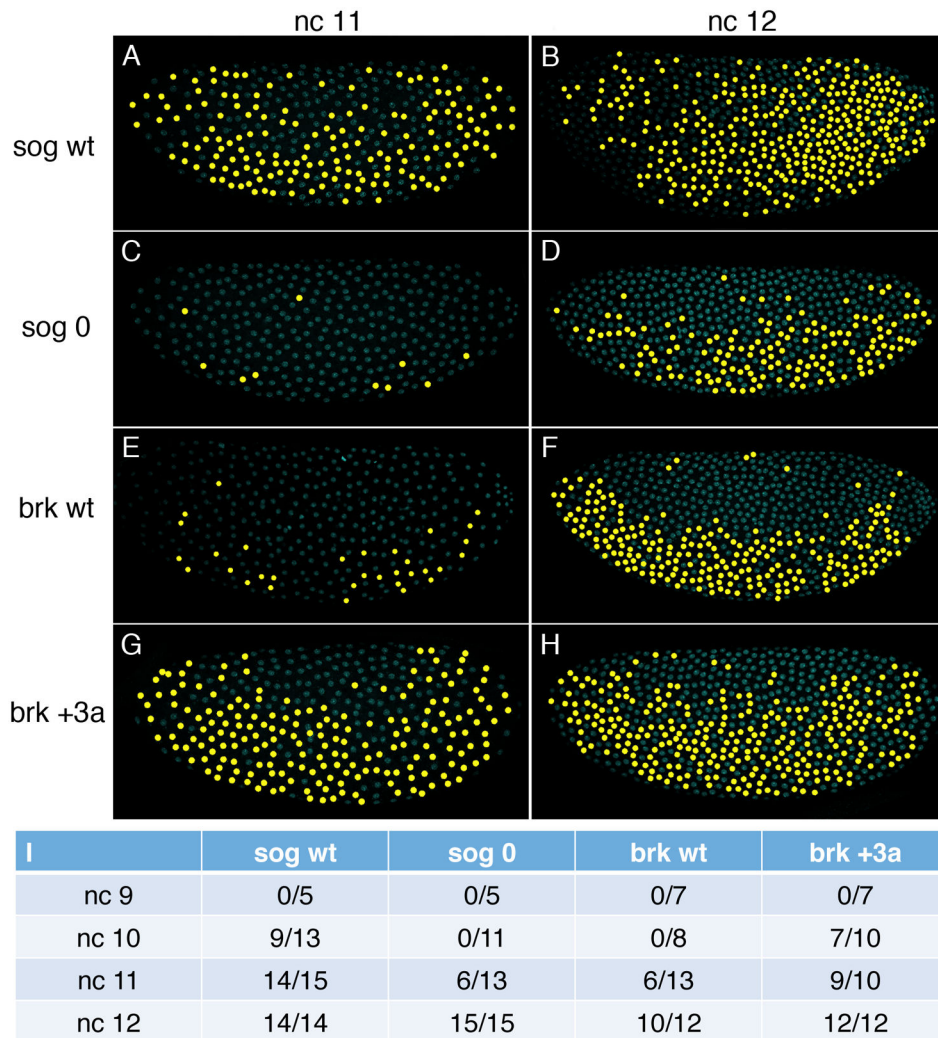 nc 11 nc 12
A B
sog wt
C D
sog 0
E F
brk wt
G H
brk +3a
I sog wt sog 0 brk wt brk +3a
nc 9 0/5 0/5 0/7 0/7
nc 10 9/13 0/11 0/8 7/10
nc 11 14/15 6/13 6/13 9/10
nc 12 14/14 15/15 10/12 12/12